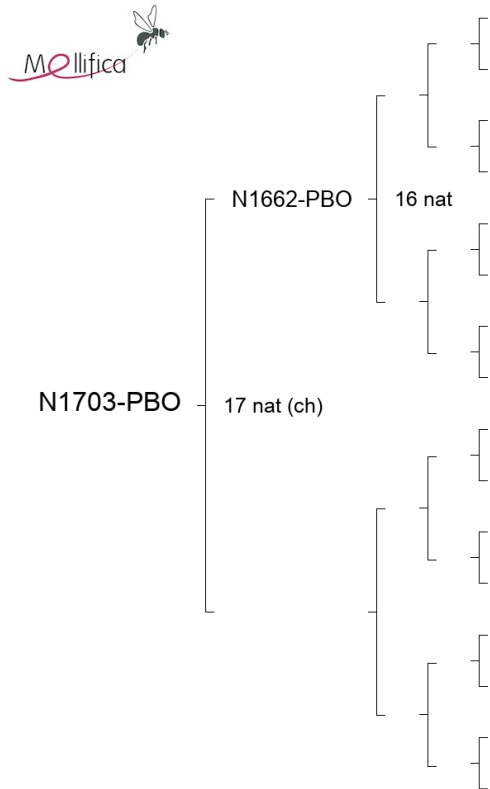 Mellifica
N1662-PBO
16 nat
N1703-PBO
17 nat (ch)